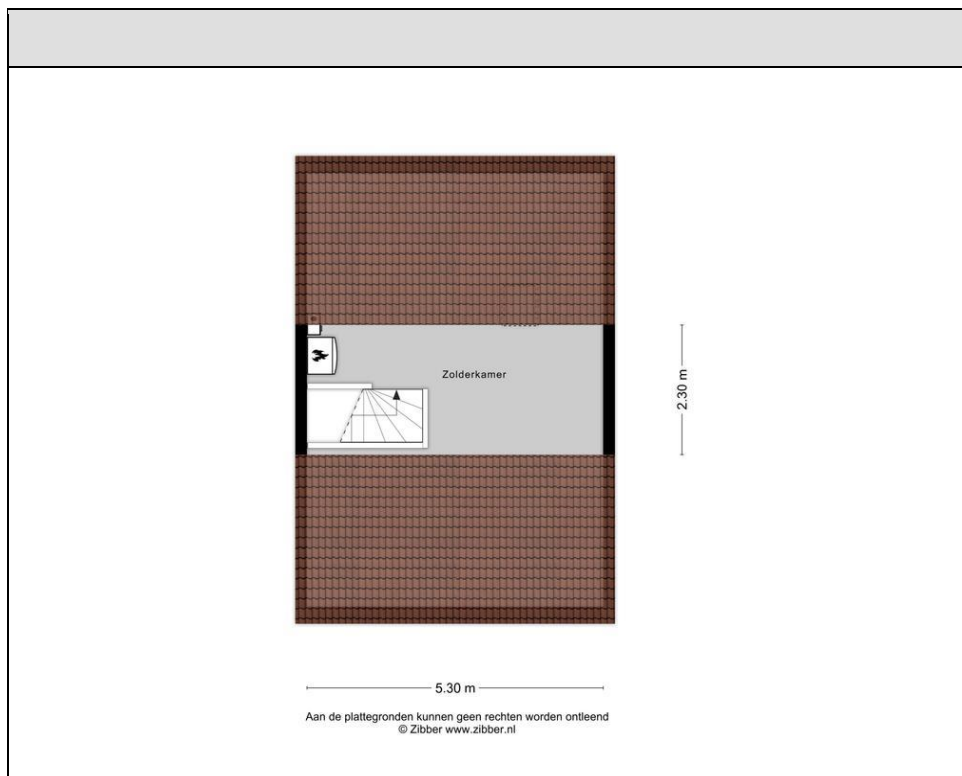 Zolderkamer
2.30 m
5.30 m
Aan de plattegronden kunnen geen rechten worden ontleend
© Zibber www.zibber.nl